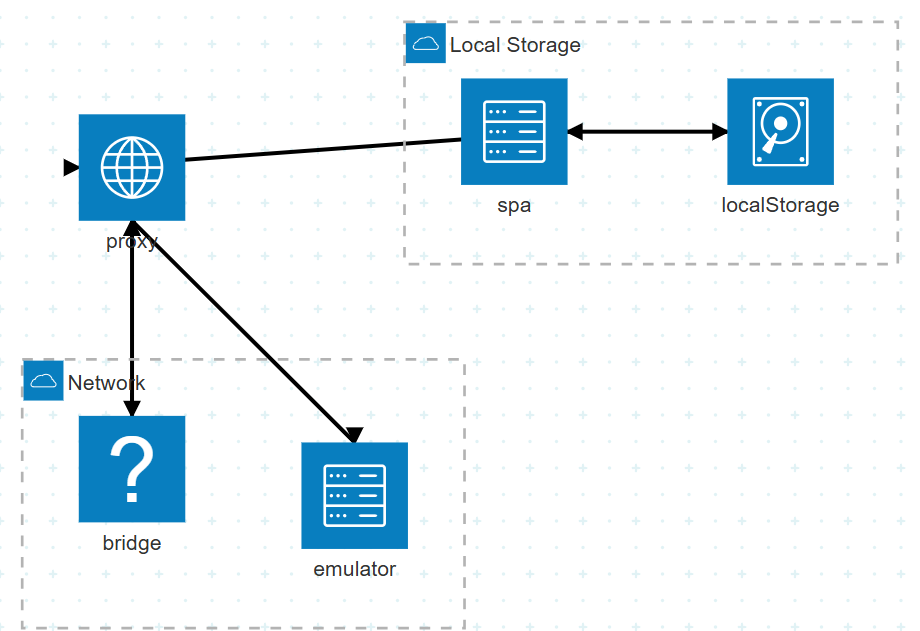 Local Storage
spa
localStorage
proxy
Network
?
bridge
emulator